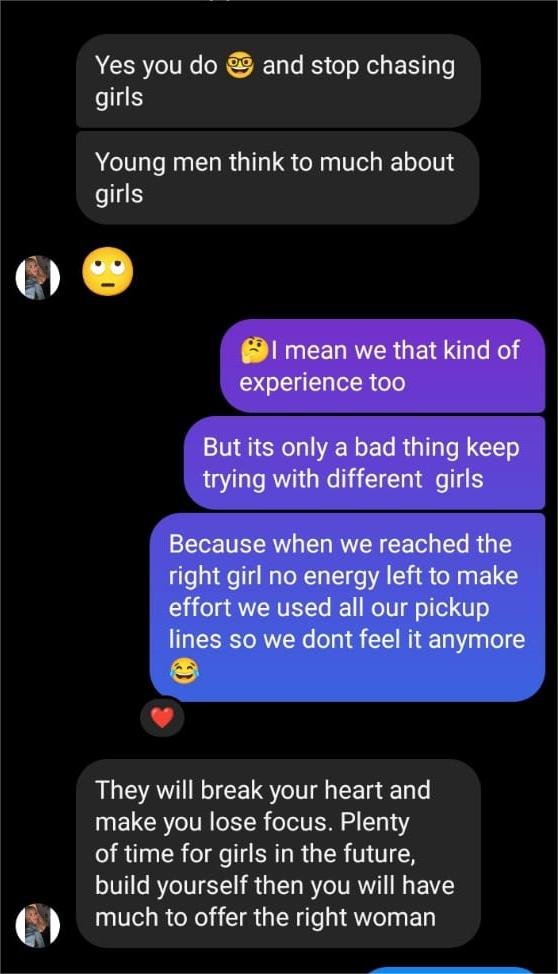 Yes you do 🤓 and stop chasing
girls
Young men think to much about
girls
🙄
🤔I mean we that kind of
experience too
But its only a bad thing keep
trying with different girls
Because when we reached the
right girl no energy left to make
effort we used all our pickup
lines so we dont feel it anymore
😂
❤️
They will break your heart and
make you lose focus. Plenty
of time for girls in the future,
build yourself then you will have
much to offer the right woman